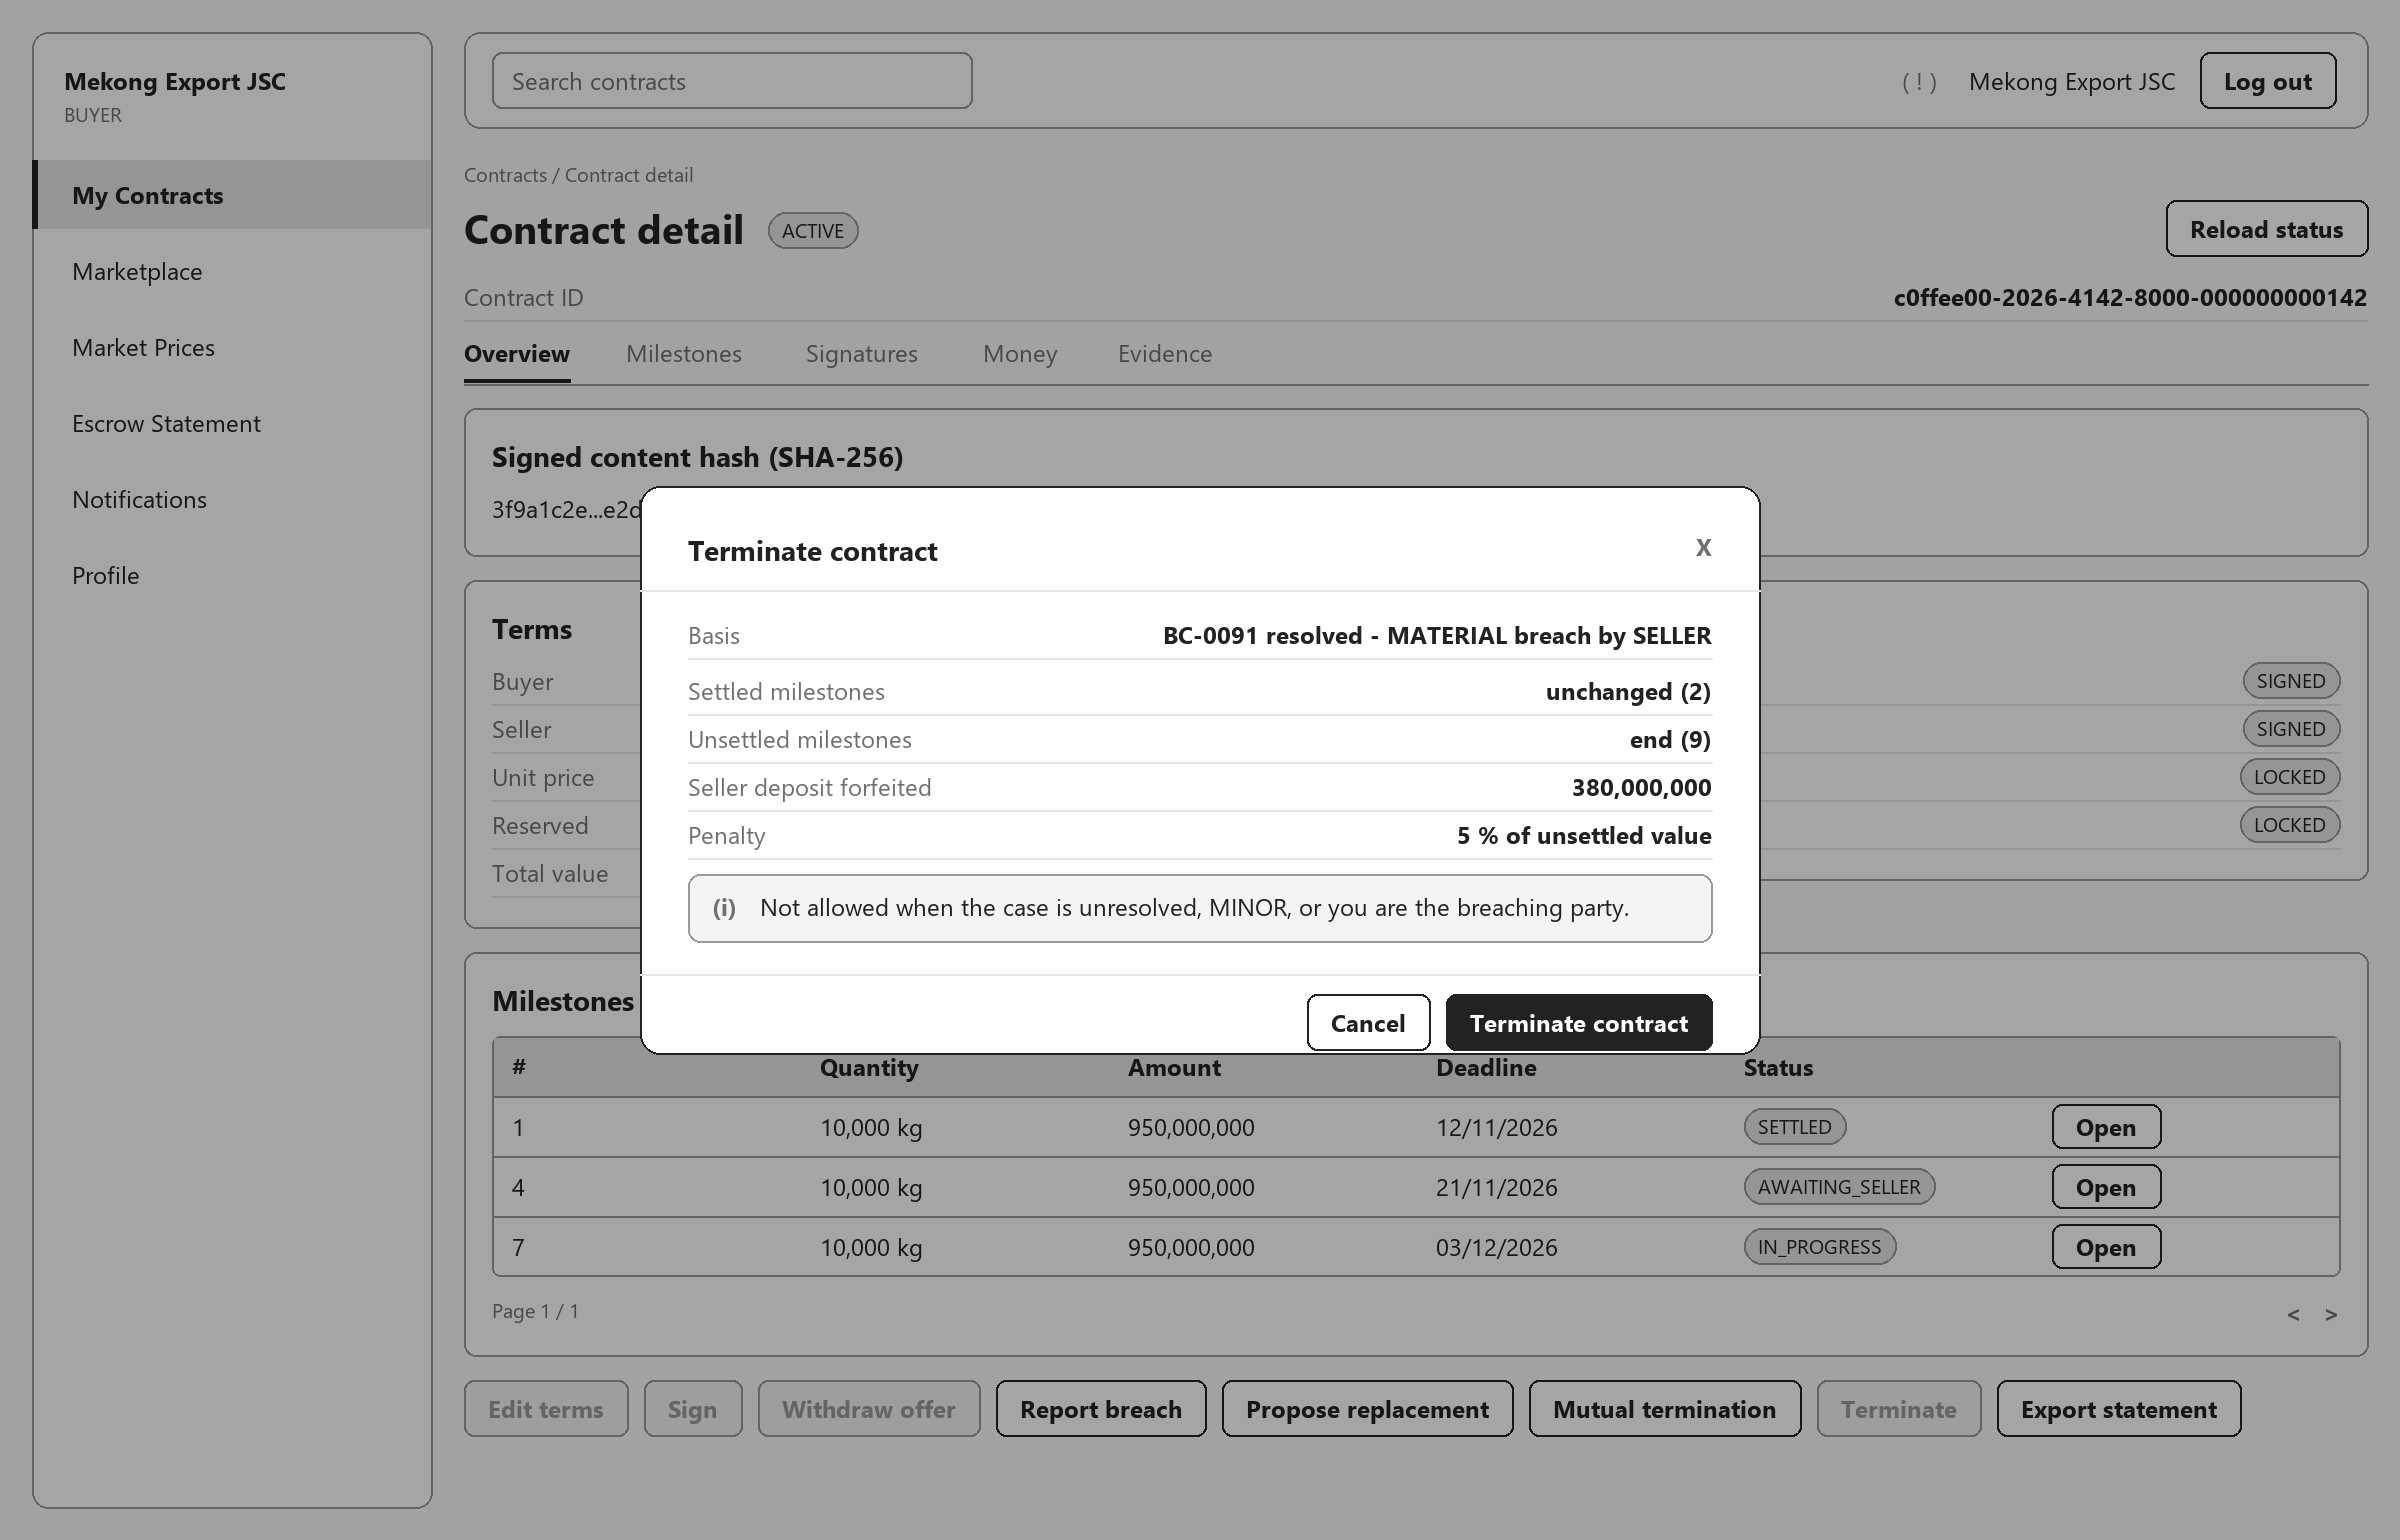 Mekong Export JSC
BUYER
My Contracts
Marketplace
Market Prices
Escrow Statement
Notifications
Profile
Search contracts
( ! ) Mekong Export JSC Log out
Contracts / Contract detail
Contract detail ACTIVE Reload status
Contract ID c0ffee00-2026-4142-8000-000000000142
Overview Milestones Signatures Money Evidence
Signed content hash (SHA-256)
3f9a1c2e...e2d
Terms
Buyer SIGNED
Seller SIGNED
Unit price LOCKED
Reserved LOCKED
Total value
Terminate contract X
Basis BC-0091 resolved - MATERIAL breach by SELLER
Settled milestones unchanged (2)
Unsettled milestones end (9)
Seller deposit forfeited 380,000,000
Penalty 5 % of unsettled value
(i) Not allowed when the case is unresolved, MINOR, or you are the breaching party.
Cancel Terminate contract
Milestones
# Quantity Amount Deadline Status
1 10,000 kg 950,000,000 12/11/2026 SETTLED Open
4 10,000 kg 950,000,000 21/11/2026 AWAITING_SELLER Open
7 10,000 kg 950,000,000 03/12/2026 IN_PROGRESS Open
Page 1 / 1 < >
Edit terms Sign Withdraw offer Report breach Propose replacement Mutual termination Terminate Export statement